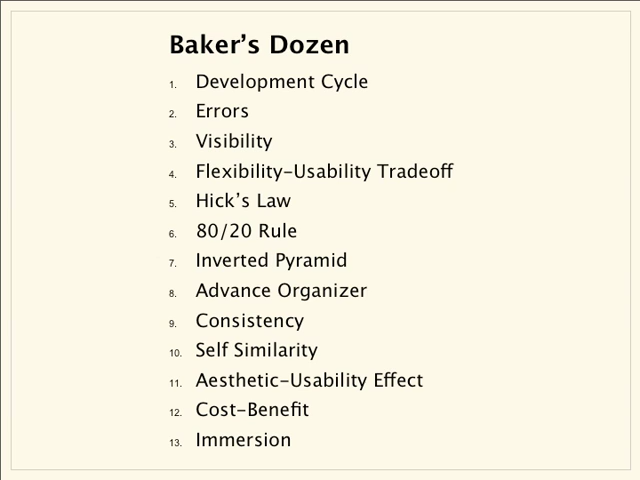 Baker’s Dozen
1. Development Cycle
2. Errors
3. Visibility
4. Flexibility-Usability Tradeoff
5. Hick’s Law
6. 80/20 Rule
7. Inverted Pyramid
8. Advance Organizer
9. Consistency
10. Self Similarity
11. Aesthetic-Usability Effect
12. Cost-Benefit
13. Immersion